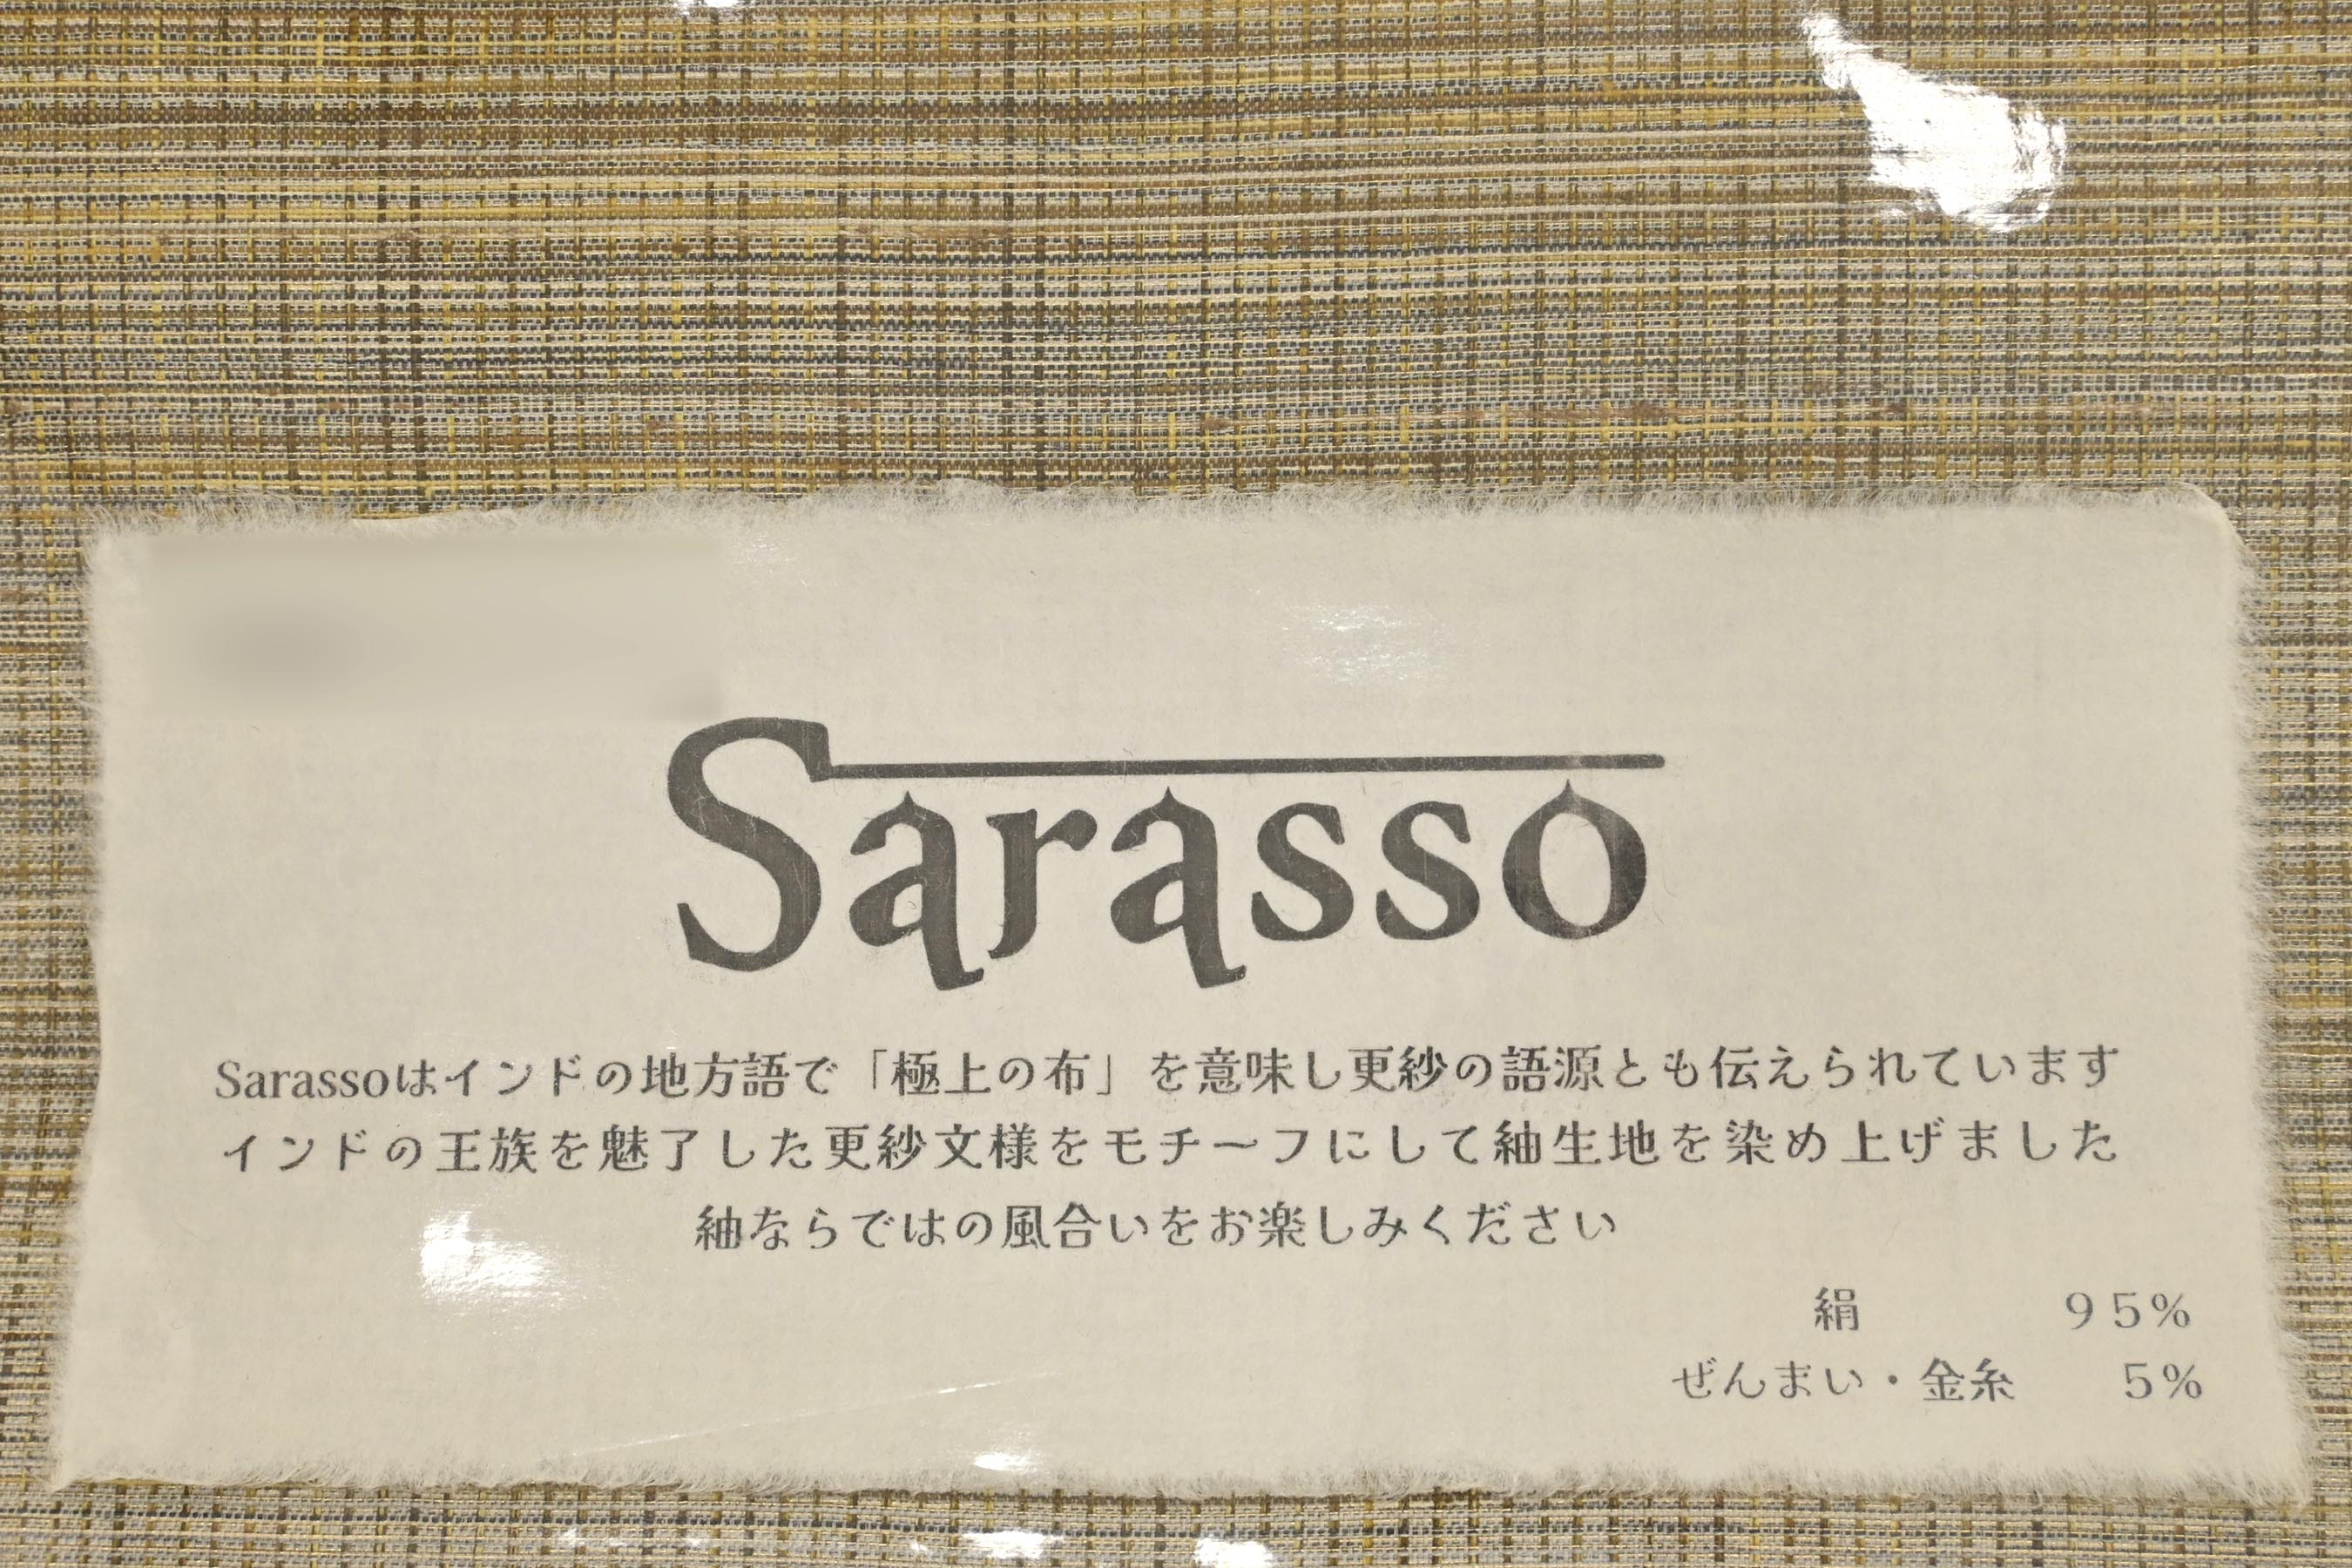 Sarasso
Sarassoはインドの地方語で「極上の布」を意味し更紗の語源とも伝えられています
インドの王族を魅了した更紗文様をモチーフにして紬生地を染め上げました
紬ならではの風合いをお楽しみください
絹 95%
ぜんまい・金糸 5%